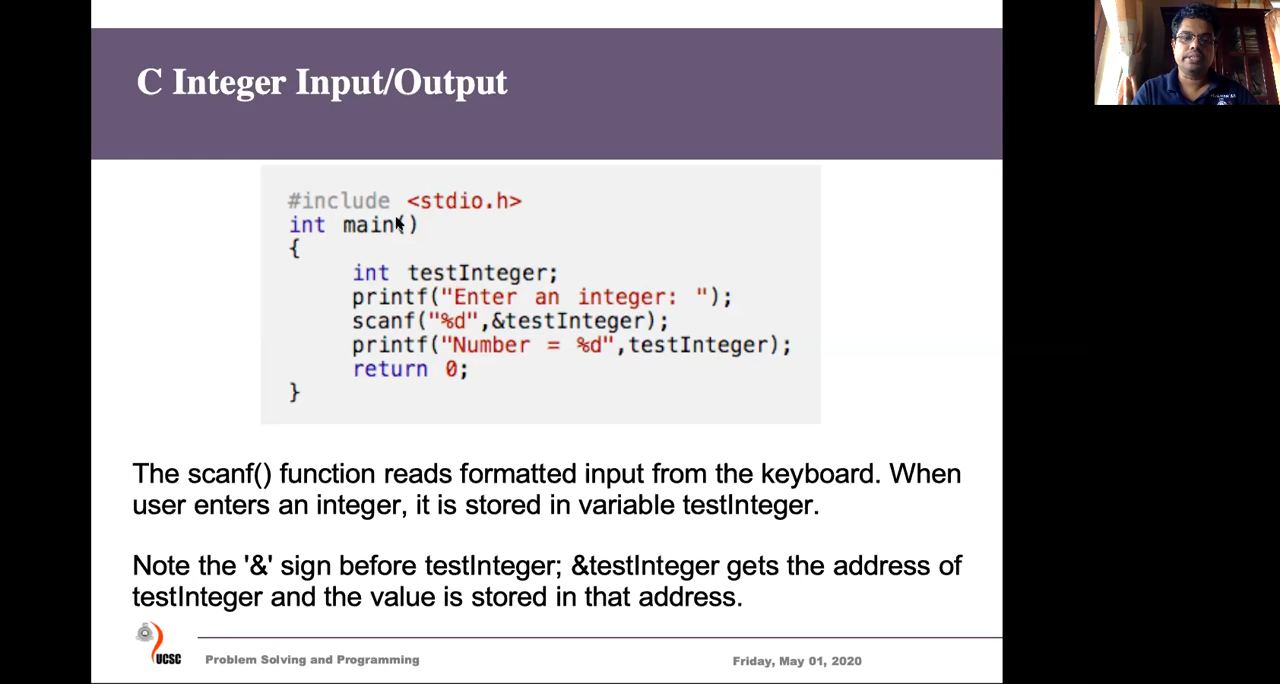 C Integer Input/Output
#include <stdio.h>
int main()
{
int testInteger;
printf("Enter an integer: ");
scanf("%d",&testInteger);
printf("Number = %d",testInteger);
return 0;
}
The scanf() function reads formatted input from the keyboard. When
user enters an integer, it is stored in variable testInteger.
Note the '&' sign before testInteger; &testInteger gets the address of
testInteger and the value is stored in that address.
UCSC
Problem Solving and Programming
Friday, May 01, 2020